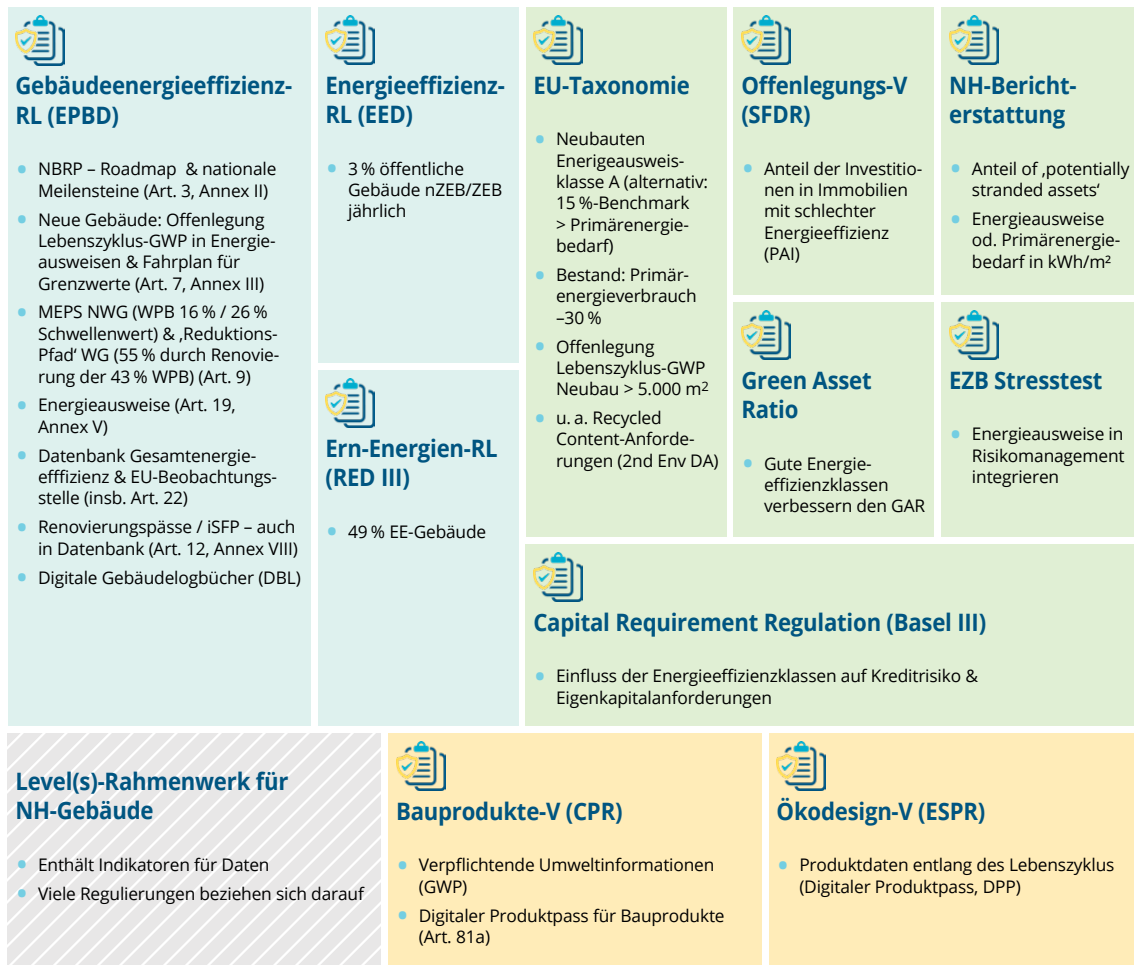 Gebäudeenergieeffizienz-
RL (EPBD)
NBRP – Roadmap & nationale
Meilensteine (Art. 3, Annex II)
Neue Gebäude: Offenlegung
Lebenszyklus-GWP in Energie-
ausweisen & Fahrplan für
Grenzwerte (Art. 7, Annex III)
MEPS NWG (WPB 16 % / 26 %
Schwellenwert) & ‚Reduktions-
Pfad‘ WG (55 % durch Renovie-
rung der 43 % WPB) (Art. 9)
Energieausweise (Art. 19,
Annex V)
Datenbank Gesamtenergie-
efffizienz & EU-Beobachtungs-
stelle (insb. Art. 22)
Renovierungspässe / iSFP – auch
in Datenbank (Art. 12, Annex VIII)
Digitale Gebäudelogbücher (DBL)
Energieeffizienz-
RL (EED)
3 % öffentliche
Gebäude nZEB/ZEB
jährlich
Ern-Energien-RL
(RED III)
49 % EE-Gebäude
EU-Taxonomie
Neubauten
Enerigeausweis-
klasse A (alternativ:
15 %-Benchmark
> Primärenergie-
bedarf)
Bestand: Primär-
energieverbrauch
–30 %
Offenlegung
Lebenszyklus-GWP
Neubau > 5.000 m²
u. a. Recycled
Content-Anforde-
rungen (2nd Env DA)
Offenlegungs-V
(SFDR)
Anteil der Investitio-
nen in Immobilien
mit schlechter
Energieeffizienz
(PAI)
NH-Bericht-
erstattung
Anteil of ‚potentially
stranded assets‘
Energieausweise
od. Primärenergie-
bedarf in kWh/m²
Green Asset
Ratio
Gute Energie-
effizienzklassen
verbessern den GAR
EZB Stresstest
Energieausweise in
Risikomanagement
integrieren
Capital Requirement Regulation (Basel III)
Einfluss der Energieeffizienzklassen auf Kreditrisiko &
Eigenkapitalanforderungen
Level(s)-Rahmenwerk für
NH-Gebäude
Enthält Indikatoren für Daten
Viele Regulierungen beziehen sich darauf
Bauprodukte-V (CPR)
Verpflichtende Umweltinformationen
(GWP)
Digitaler Produktpass für Bauprodukte
(Art. 81a)
Ökodesign-V (ESPR)
Produktdaten entlang des Lebenszyklus
(Digitaler Produktpass, DPP)